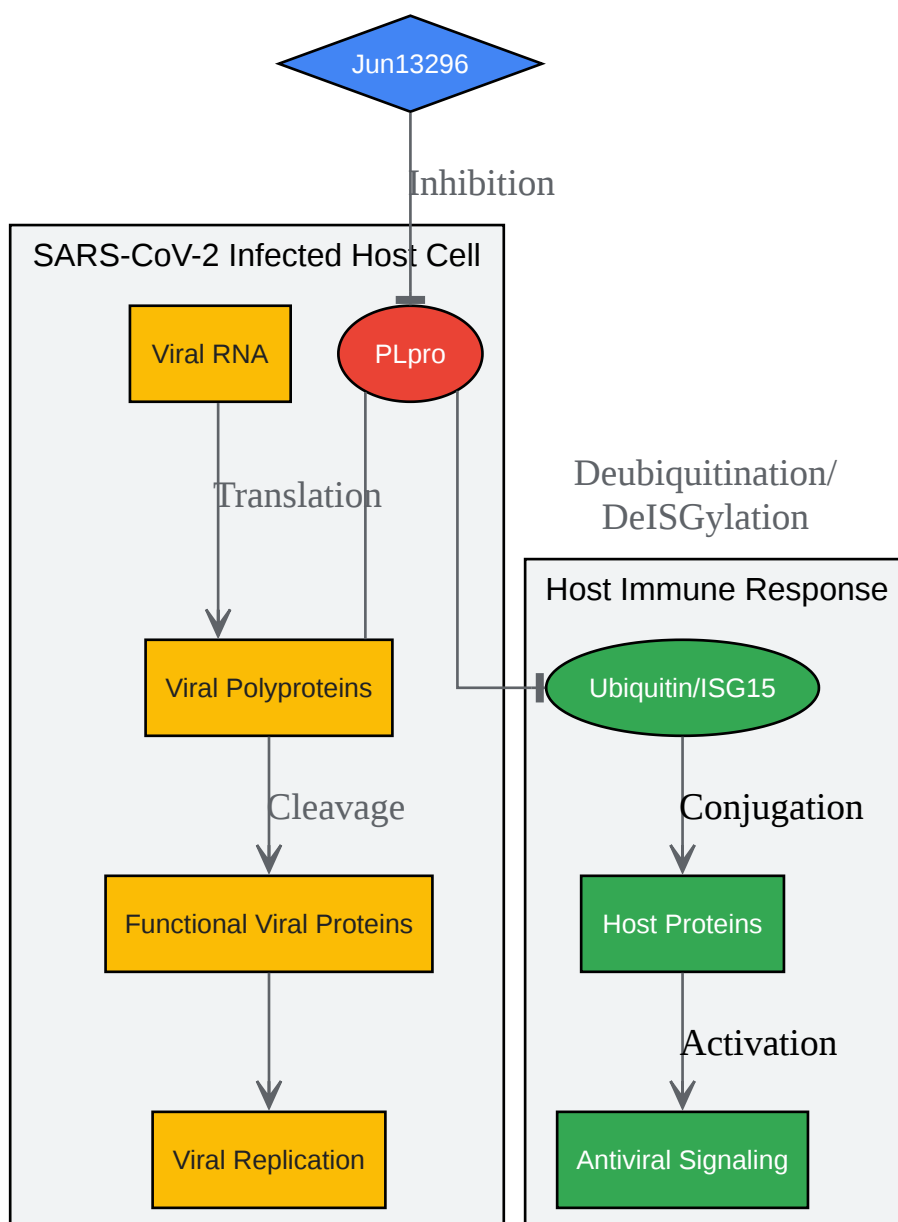 Jun13296
Inhibition
SARS-CoV-2 Infected Host Cell
Viral RNA
PLpro
Translation
Deubiquitination/
DeISGylation
Host Immune Response
Viral Polyproteins
Ubiquitin/ISG15
Cleavage
Conjugation
Functional Viral Proteins
Host Proteins
Activation
Viral Replication
Antiviral Signaling